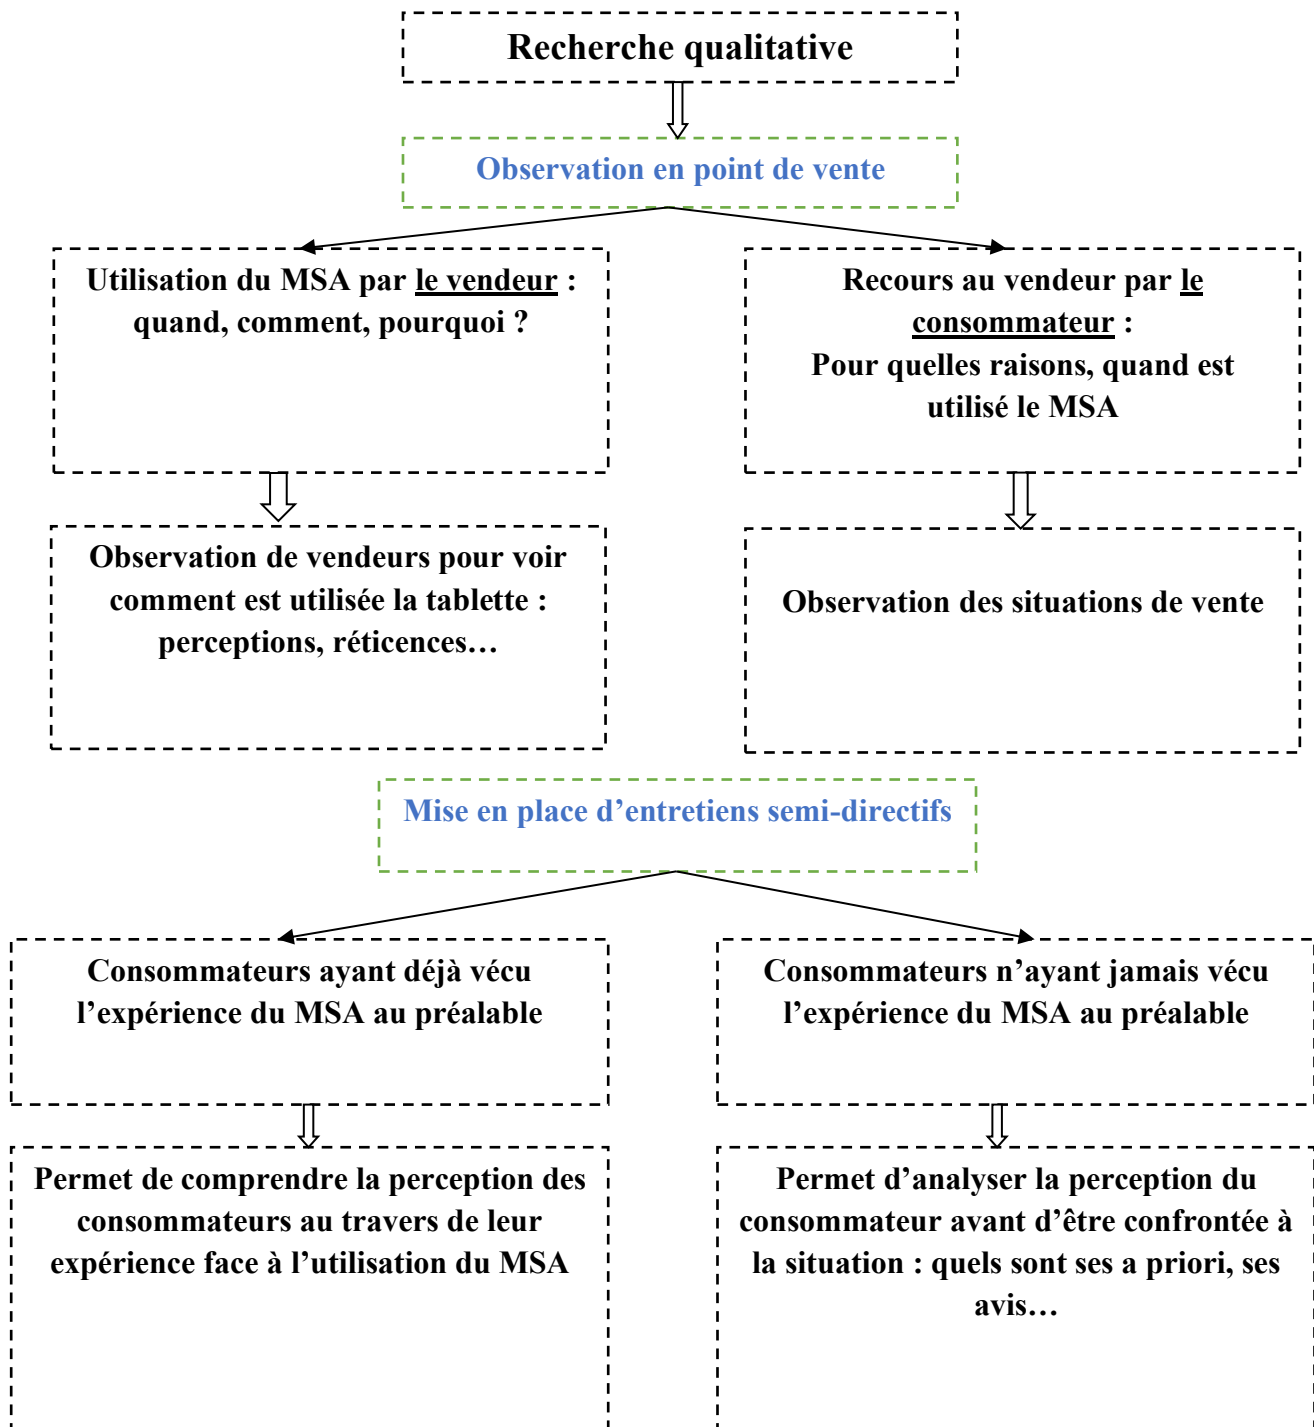 Recherche qualitative
Observation en point de vente
Utilisation du MSA par le vendeur :
quand, comment, pourquoi ?
Recours au vendeur par le
consommateur :
Pour quelles raisons, quand est
utilisé le MSA
Observation de vendeurs pour voir
comment est utilisée la tablette :
perceptions, réticences…
Observation des situations de vente
Mise en place d’entretiens semi-directifs
Consommateurs ayant déjà vécu
l’expérience du MSA au préalable
Consommateurs n’ayant jamais vécu
l’expérience du MSA au préalable
Permet de comprendre la perception des
consommateurs au travers de leur
expérience face à l’utilisation du MSA
Permet d’analyser la perception du
consommateur avant d’être confrontée à
la situation : quels sont ses a priori, ses
avis…